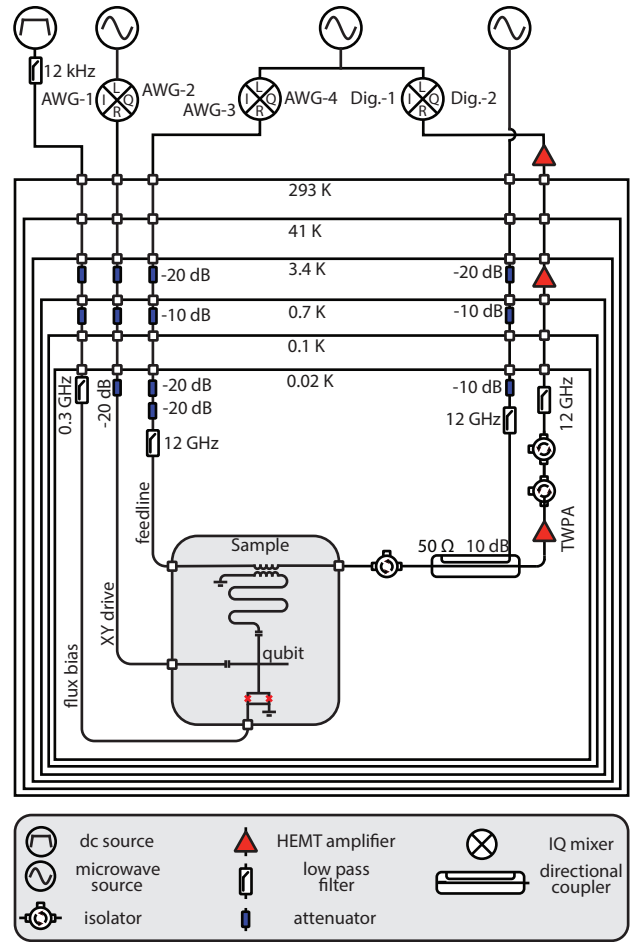 12 kHz
AWG-1
L
I Q
R
AWG-2
AWG-3
L
I Q
R
AWG-4
Dig.-1
L
I Q
R
Dig.-2
293 K
41 K
3.4 K
-20 dB
-20 dB
0.7 K
-10 dB
-10 dB
0.1 K
0.02 K
0.3 GHz
-20 dB
-20 dB
-20 dB
12 GHz
-10 dB
12 GHz
12 GHz
feedline
Sample
50 Ω 10 dB
TWPA
XY drive
qubit
flux bias
dc source
HEMT amplifier
IQ mixer
microwave
source
low pass
filter
directional
coupler
isolator
attenuator